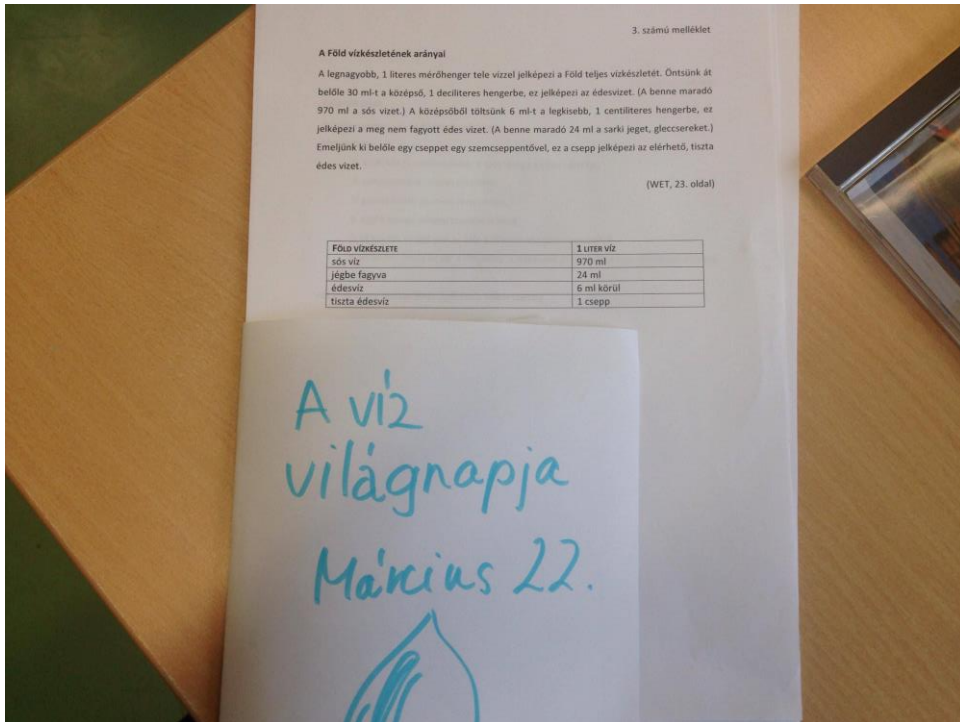 3. számú melléklet
A Föld vízkészletének arányai
A legnagyobb, 1 literes mérőhenger tele vízzel jelképezi a Föld teljes vízkészletét. Öntsünk át
belőle 30 ml-t a középső, 1 deciliteres hengerbe, ez jelképezi az édesvizet. (A benne maradó
970 ml a sós vizet.) A középsőből töltsünk 6 ml-t a legkisebb, 1 centiliteres hengerbe, ez
jelképezi a meg nem fagyott édes vizet. (A benne maradó 24 ml a sarki jeget, gleccsereket.)
Emeljünk ki belőle egy cseppet egy szemcseppentővel, ez a csepp jelképezi az elérhető, tiszta
édes vizet.
(WET, 23. oldal)
FÖLD VÍZKÉSZLETE 1 LITER VÍZ
sós víz 970 ml
jégbe fagyva 24 ml
édesvíz 6 ml körül
tiszta édesvíz 1 csepp
A víz
világnapja
Március 22.